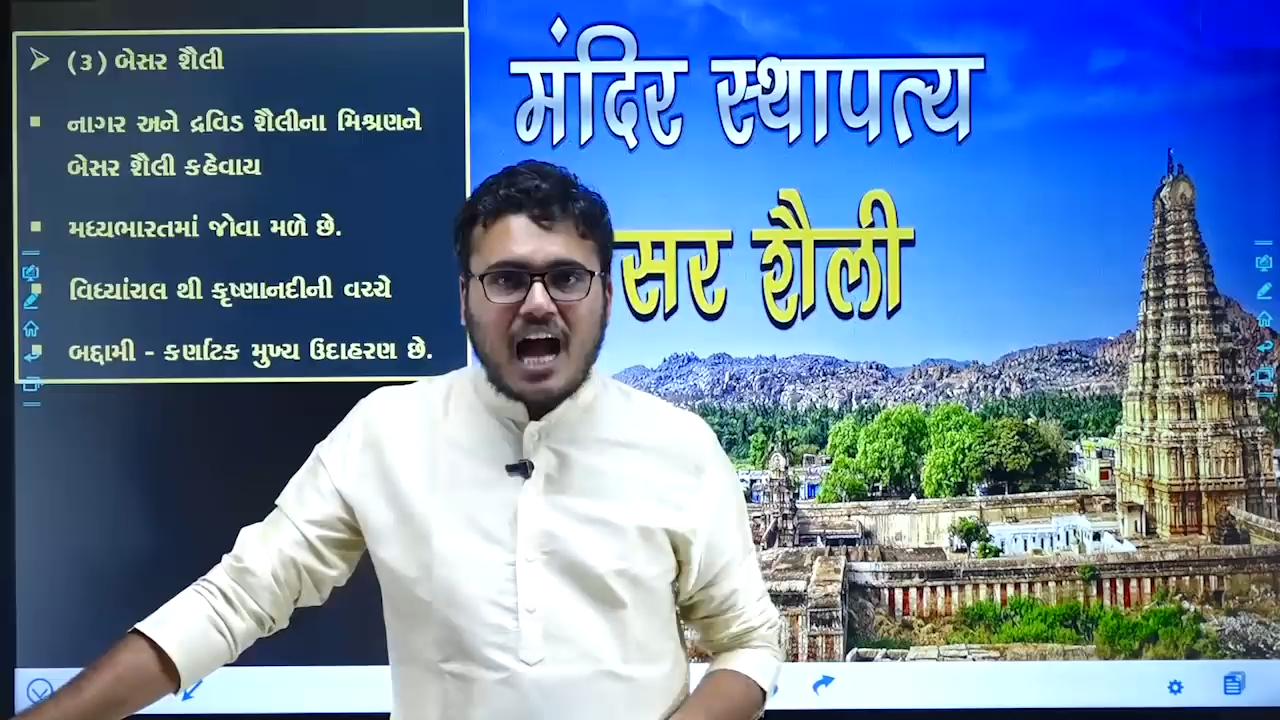 (૩) બેસર શૈલી
નાગર અને દ્રવિડ શૈલીના મિશ્રણને
બેસર શૈલી કહેવાય
મધ્યભારતમાં જોવા મળે છે.
વિધ્યાંચલ થી કૃષ્ણાનદીની વચ્ચે
બદ્દામી - કર્ણાટક મુખ્ય ઉદાહરણ છે.
मंदिर स्थापत्य
शैली